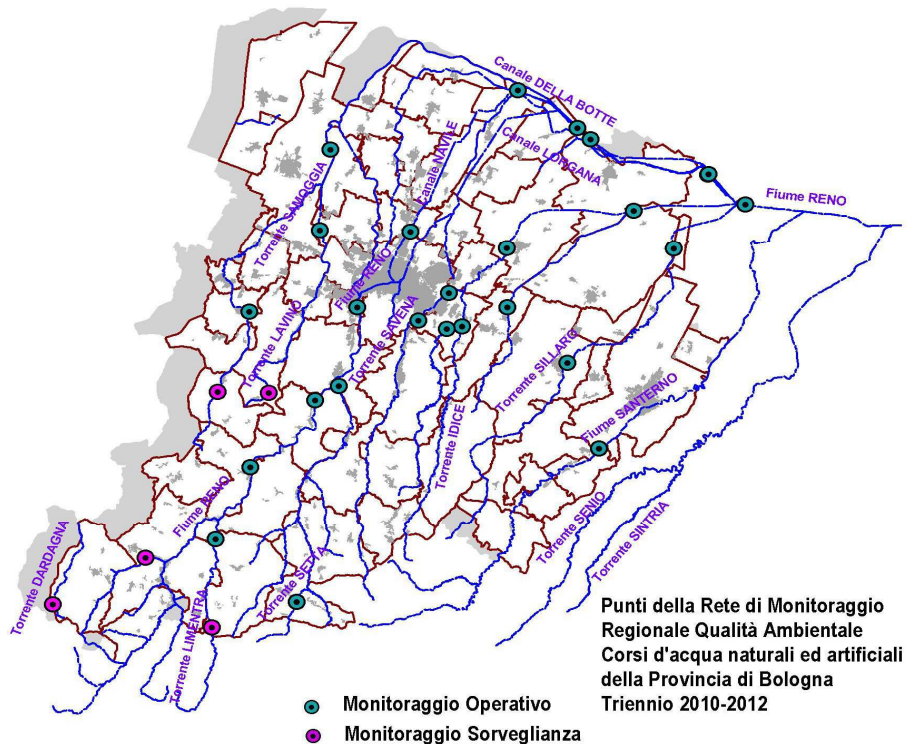 Canale DELLA BOTTE
Canale NAVILE
Canale LORGANA
Torrente SAMOGGIA
Fiume RENO
Fiume RENO
Torrente LAVINO
Torrente SAVENA
Torrente SILLARO
Torrente IDICE
Fiume SANTERNO
Fiume RENO
Torrente DARDAGNA
Torrente SETTA
Torrente LIMENTRA
Torrente SENIO
Torrente SINTRIA
Punti della Rete di Monitoraggio
Regionale Qualità Ambientale
Corsi d'acqua naturali ed artificiali
della Provincia di Bologna
Triennio 2010-2012
Monitoraggio Operativo
Monitoraggio Sorveglianza